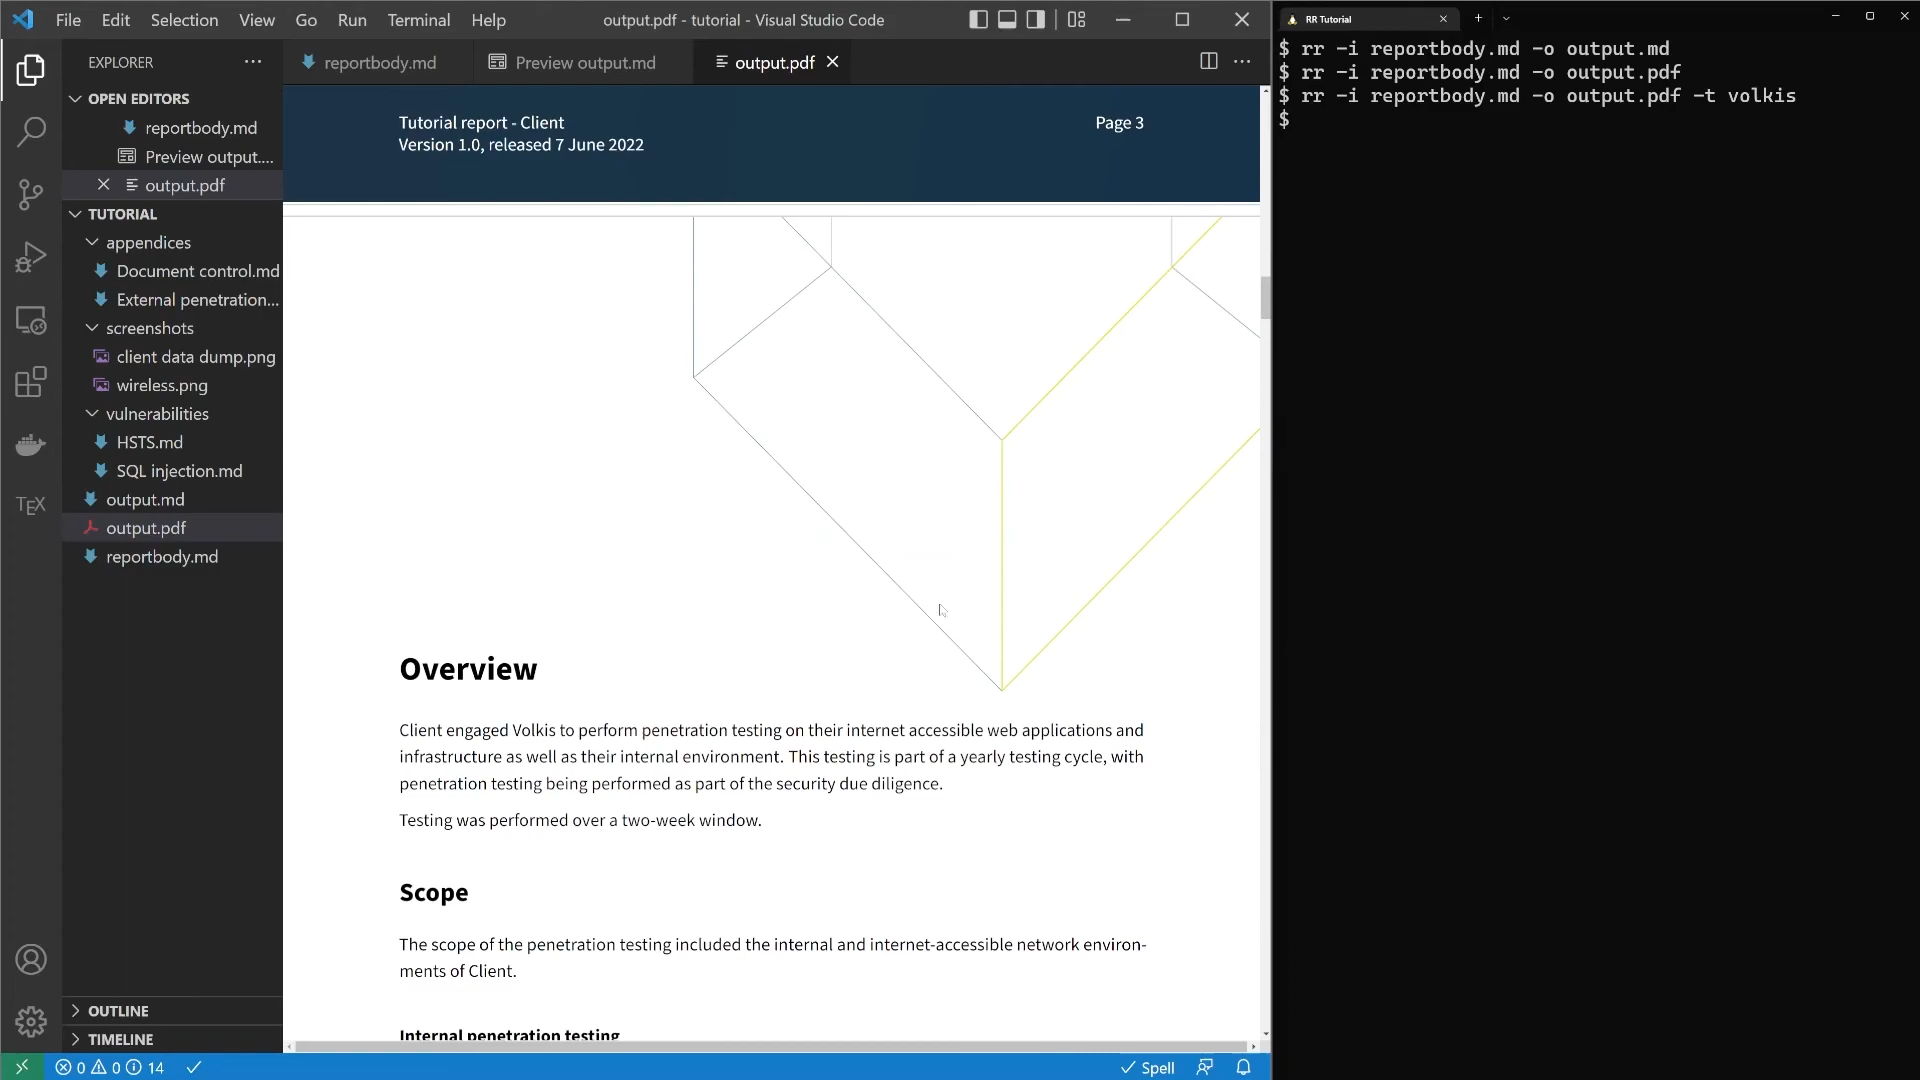 File Edit Selection View Go Run Terminal Help
output.pdf - tutorial - Visual Studio Code
EXPLORER
OPEN EDITORS
reportbody.md
Preview output....
output.pdf
TUTORIAL
appendices
Document control.md
External penetration...
screenshots
client data dump.png
wireless.png
vulnerabilities
HSTS.md
SQL injection.md
output.md
output.pdf
reportbody.md
OUTLINE
TIMELINE
TEX
0 0 14
Spell
reportbody.md
Preview output.md
output.pdf
Tutorial report - Client
Page 3
Version 1.0, released 7 June 2022
Overview
Client engaged Volkis to perform penetration testing on their internet accessible web applications and
infrastructure as well as their internal environment. This testing is part of a yearly testing cycle, with
penetration testing being performed as part of the security due diligence.
Testing was performed over a two-week window.
Scope
The scope of the penetration testing included the internal and internet-accessible network environ-
ments of Client.
Internal penetration testing
RR Tutorial
$ rr -i reportbody.md -o output.md
$ rr -i reportbody.md -o output.pdf
$ rr -i reportbody.md -o output.pdf -t volkis
$